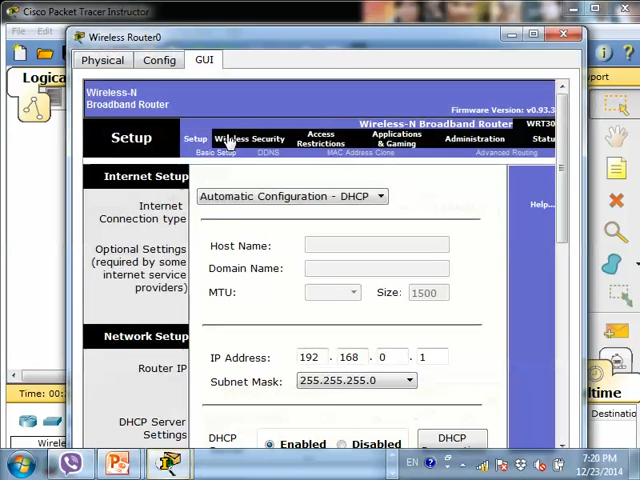 Cisco Packet Tracer Instructor
File
Wireless Router0
Physical
Config
GUI
Logical
Wireless-N
Broadband Router
Firmware Version: v0.93.3
Wireless-N Broadband Router
WRT30
Setup
Setup
Wireless
Security
Access
Restrictions
Applications
& Gaming
Administration
Statu
Basic Setup
DDNS
MAC Address Clone
Advanced Routing
Internet Setup
Internet
Connection type
Automatic Configuration - DHCP
Help...
Optional Settings
(required by some
internet service
providers)
Host Name:
Domain Name:
MTU:
Size:
1500
Network Setup
Router IP
IP Address:
192 . 168 . 0 . 1
Subnet Mask:
255.255.255.0
DHCP Server
Settings
DHCP
Enabled
Disabled
DHCP
port
Time: 00:
ltime
Destinatio
Wirele
EN
7:20 PM
12/23/2014